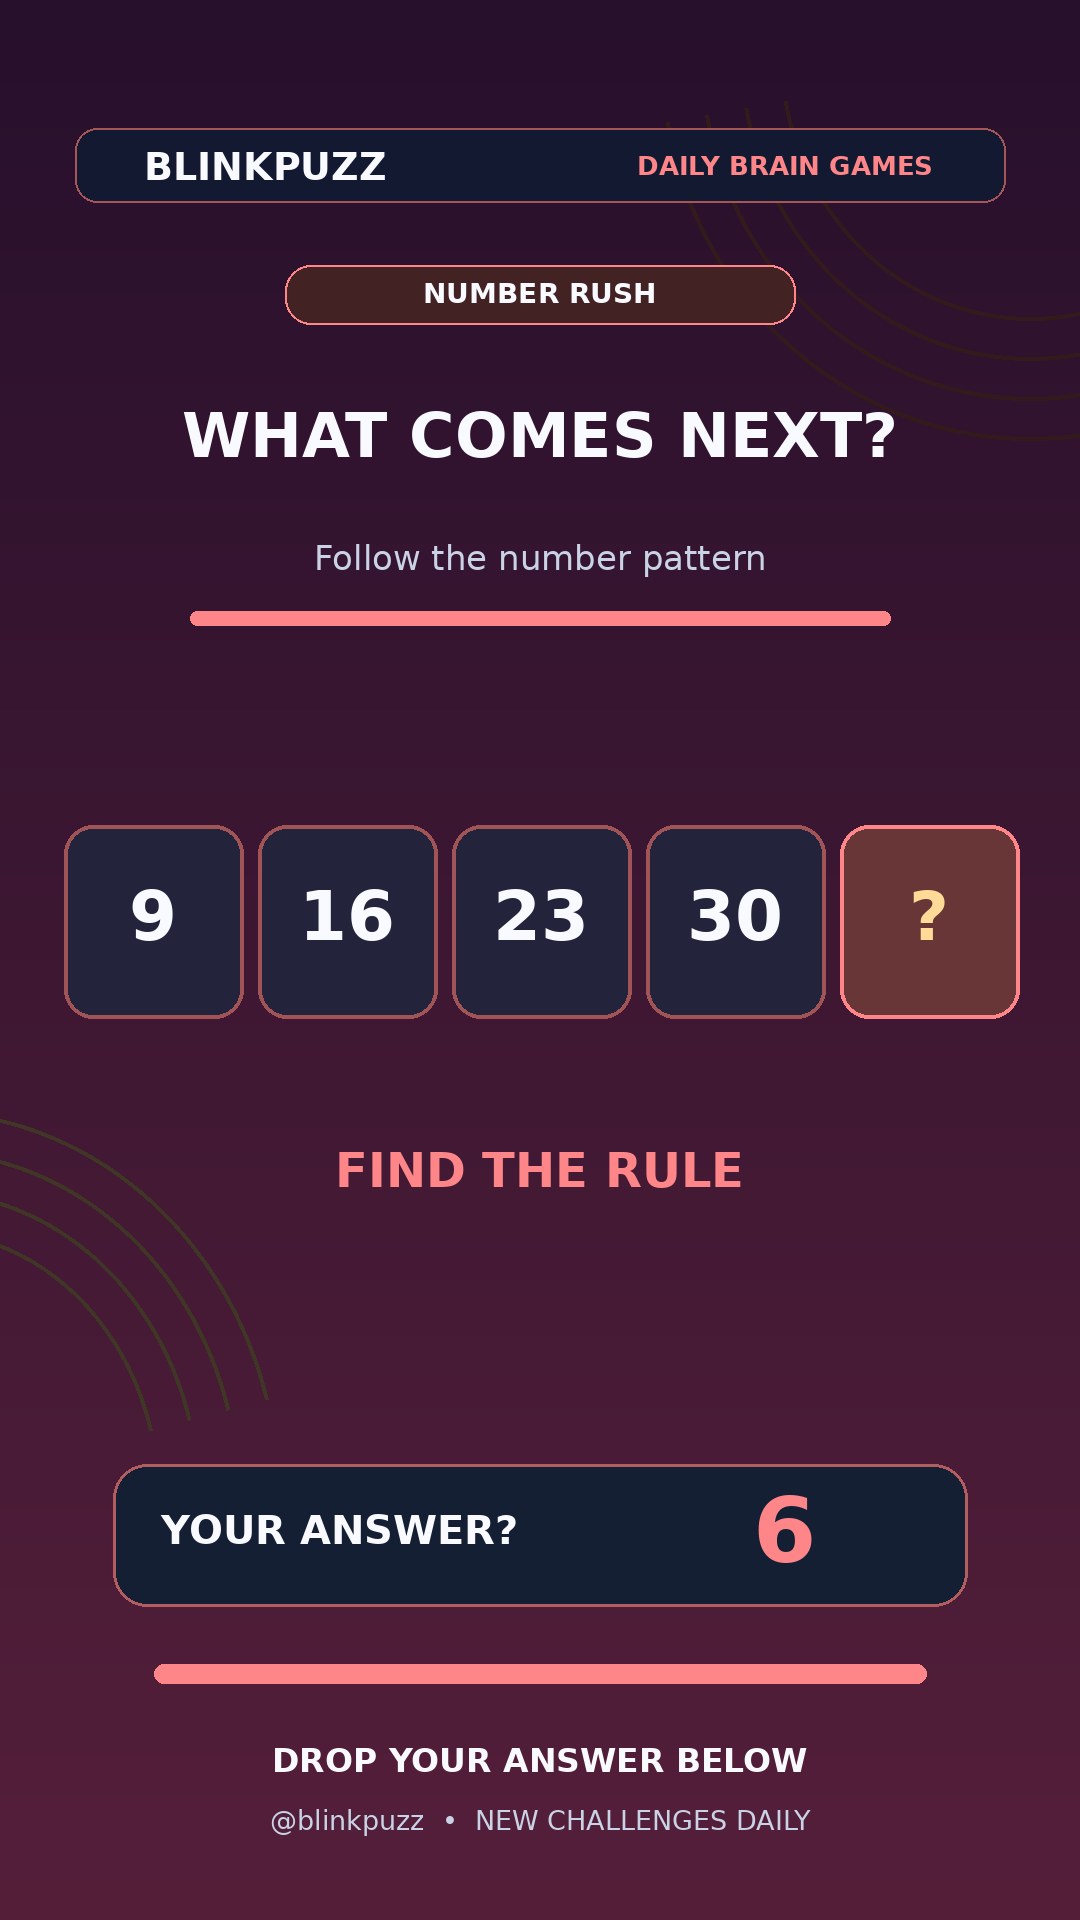 BLINKPUZZ DAILY BRAIN GAMES
NUMBER RUSH
WHAT COMES NEXT?
Follow the number pattern
9 16 23 30 ?
FIND THE RULE
YOUR ANSWER? 6
DROP YOUR ANSWER BELOW
@blinkpuzz • NEW CHALLENGES DAILY